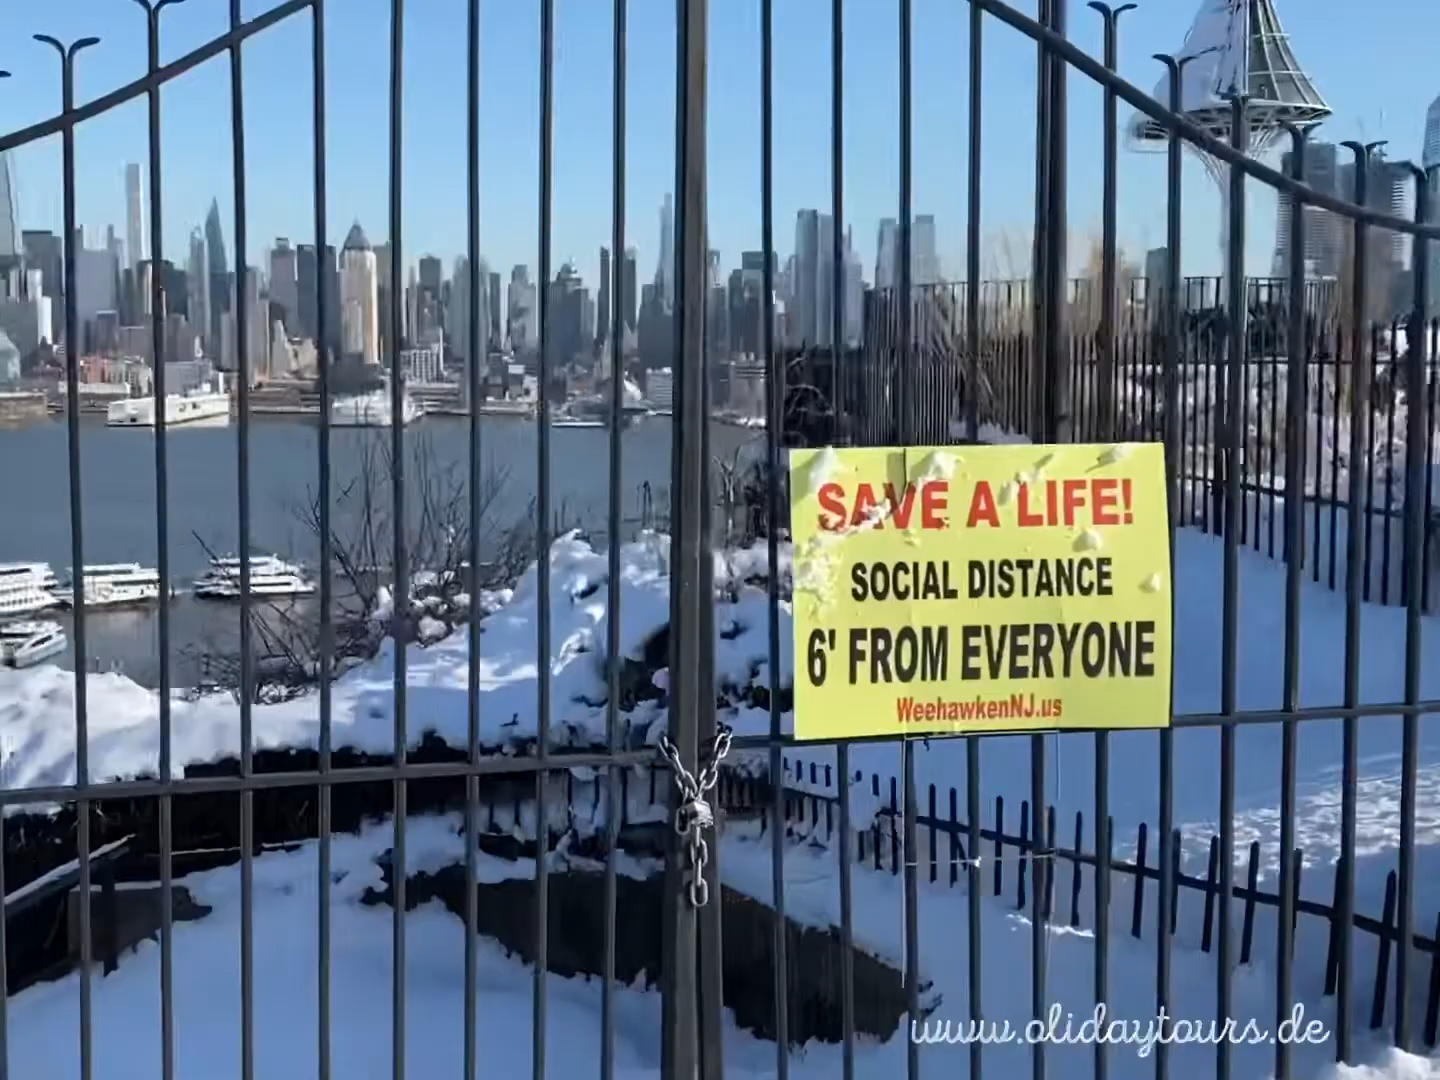 SAVE A LIFE!
SOCIAL DISTANCE
6' FROM EVERYONE
WeehawkenNJ.us
www.olidaytours.de